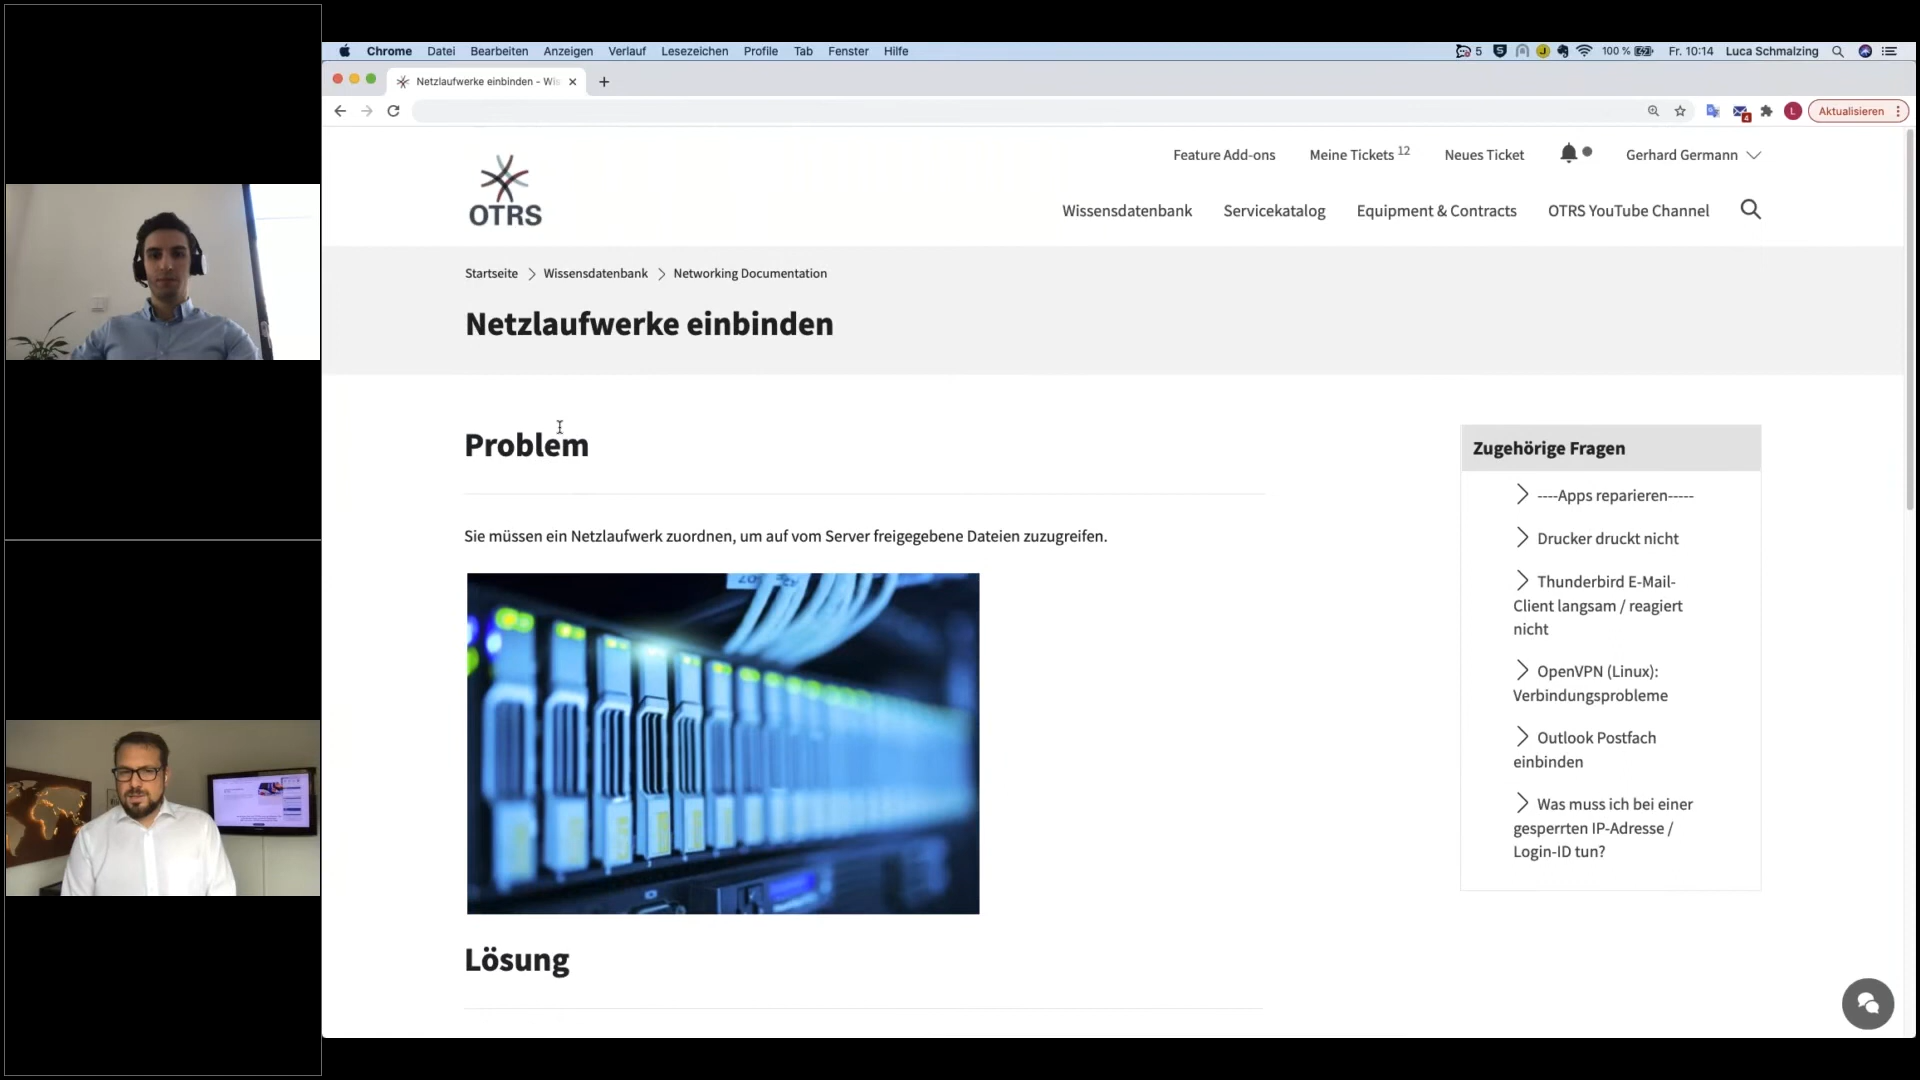 Chrome Datei Bearbeiten Anzeigen Verlauf Lesezeichen Profile Tab Fenster Hilfe
5 100 % Fr. 10:14 Luca Schmalzing
Netzlaufwerke einbinden - Wis
L Aktualisieren
Feature Add-ons Meine Tickets 12 Neues Ticket Gerhard Germann
OTRS
Wissensdatenbank Servicekatalog Equipment & Contracts OTRS YouTube Channel
Startseite Wissensdatenbank Networking Documentation
Netzlaufwerke einbinden
Problem
Sie müssen ein Netzlaufwerk zuordnen, um auf vom Server freigegebene Dateien zuzugreifen.
Lösung
Zugehörige Fragen
----Apps reparieren-----
Drucker druckt nicht
Thunderbird E-Mail-
Client langsam / reagiert
nicht
OpenVPN (Linux):
Verbindungsprobleme
Outlook Postfach
einbinden
Was muss ich bei einer
gesperrten IP-Adresse /
Login-ID tun?